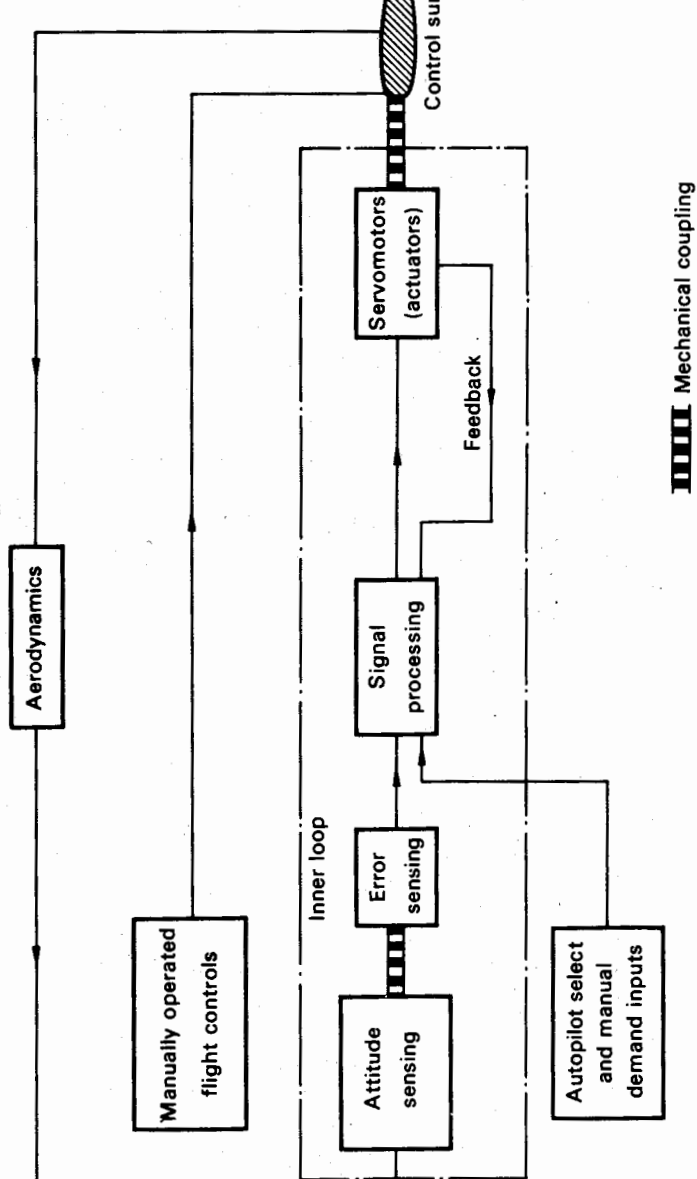 Aerodynamics
Manually operated
flight controls
Control sur
Inner loop
Attitude
sensing
Error
sensing
Signal
processing
Servomotors
(actuators)
Feedback
Autopilot select
and manual
demand inputs
Mechanical coupling